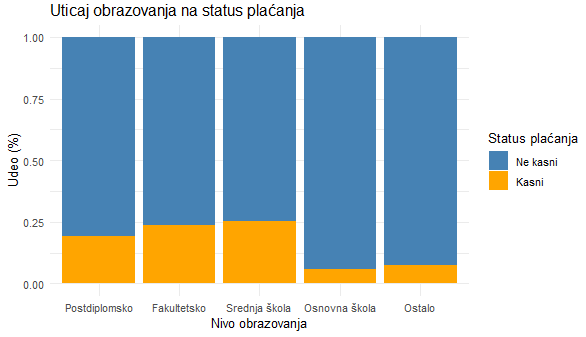 Uticaj obrazovanja na status plaćanja
Udeo (%)
1.00
0.75
0.50
0.25
0.00
Postdiplomsko
Fakultetsko
Srednja škola
Osnovna škola
Ostalo
Nivo obrazovanja
Status plaćanja
Ne kasni
Kasni